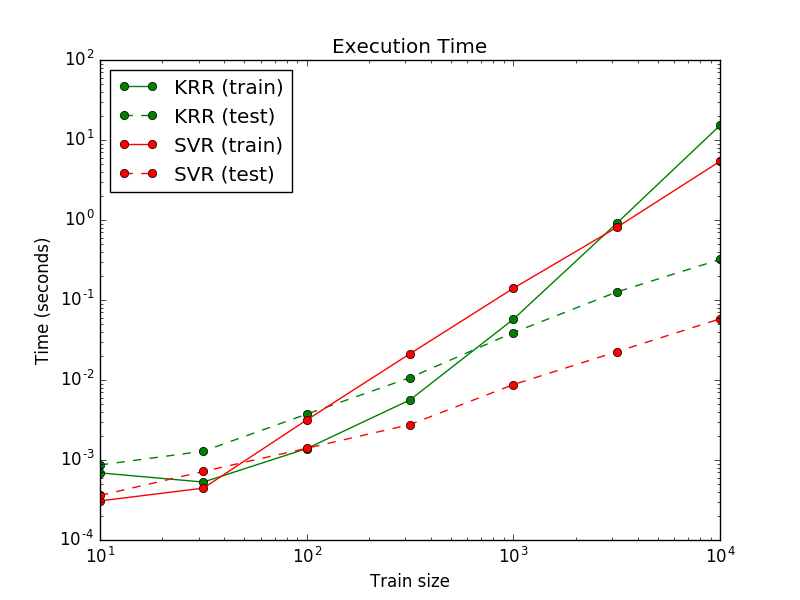 Execution Time
KRR (train)
KRR (test)
SVR (train)
SVR (test)
10²
10¹
10⁰
10⁻¹
10⁻²
10⁻³
10⁻⁴
Time (seconds)
10¹ 10² 10³ 10⁴
Train size